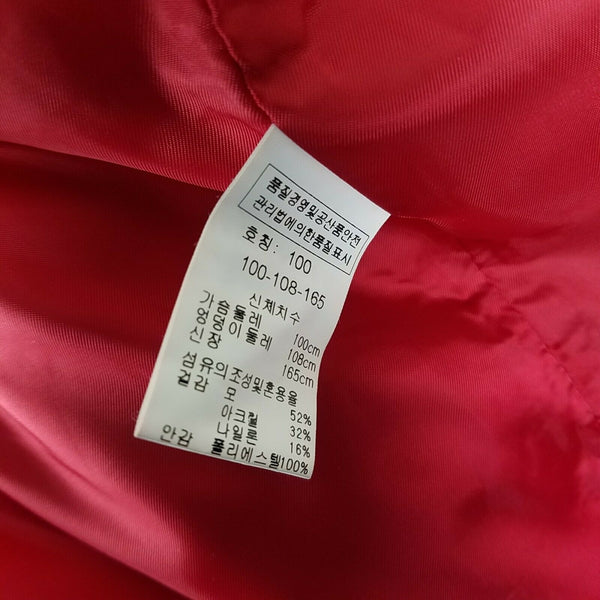 품질경영및공산품안전
관리법에의한품질표시
호칭: 100
100-108-165
신체치수
가슴둘레 100cm
엉덩이둘레 108cm
신장 165cm
섬유의조성및혼용율
겉감 모 52%
아크릴 32%
나일론 16%
안감 폴리에스텔100%